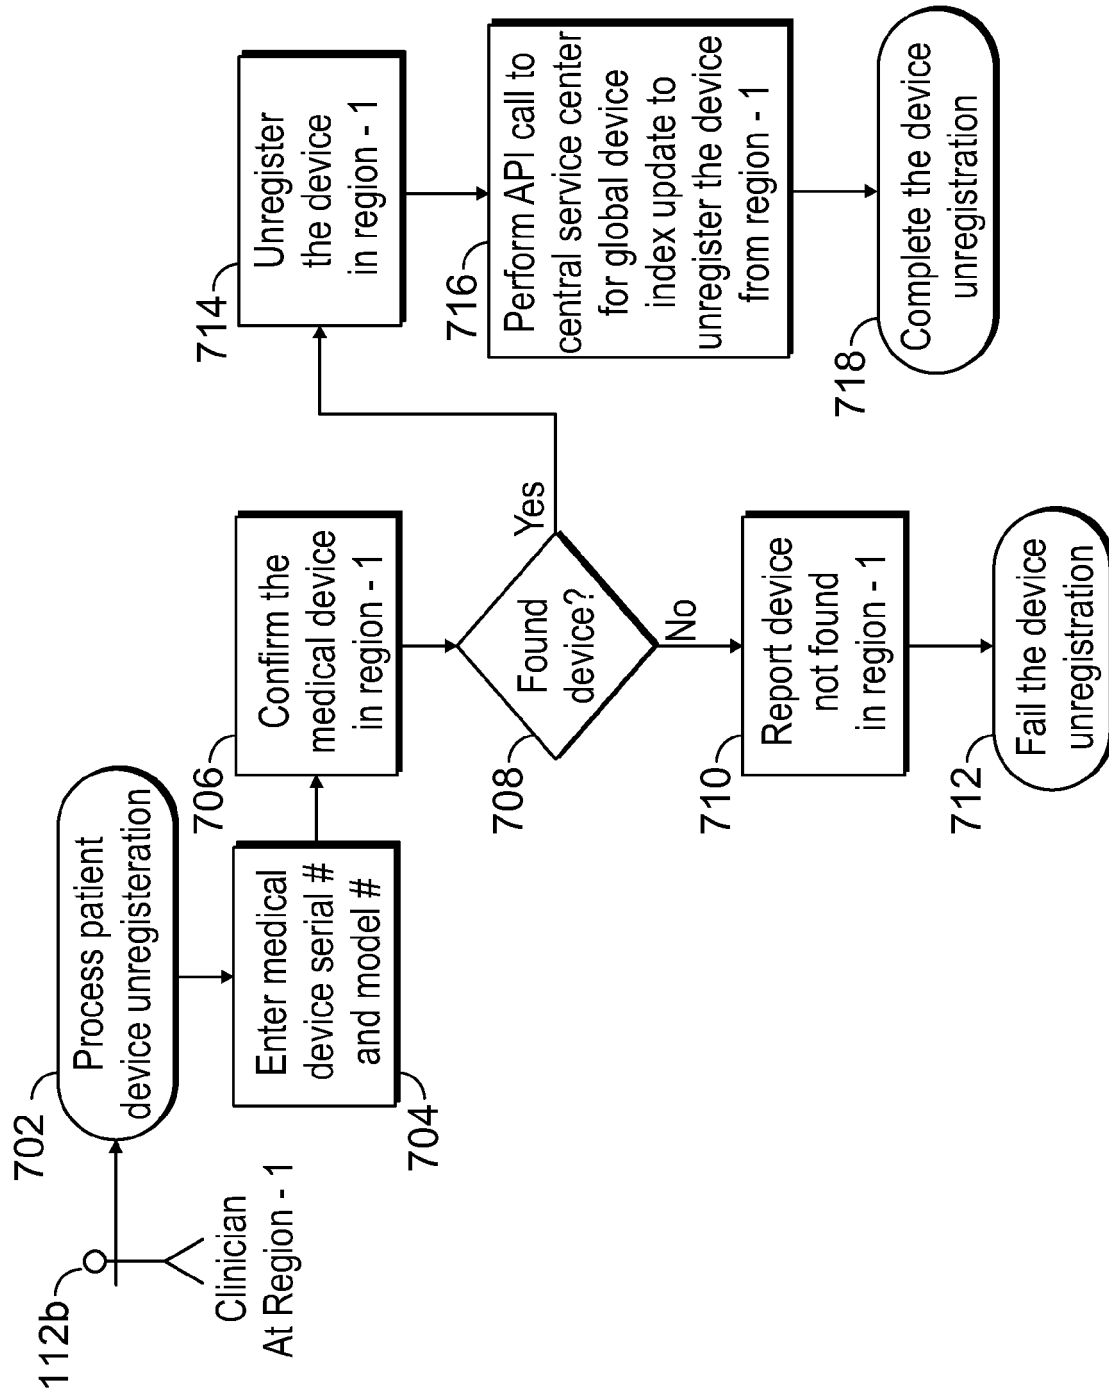 112b
Clinician
At Region - 1
702
Process patient
device unregisteration
704
Enter medical
device serial #
and model #
706
Confirm the
medical device
in region - 1
708
Found
device?
Yes
No
710
Report device
not found
in region - 1
712
Fail the device
unregistration
714
Unregister
the device
in region - 1
716
Perform API call to
central service center
for global device
index update to
unregister the device
from region - 1
718
Complete the device
unregistration